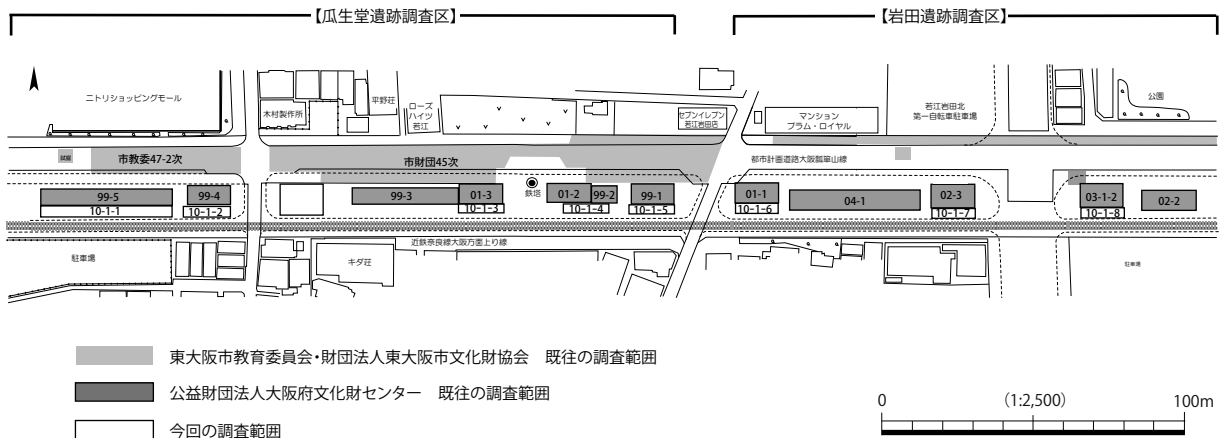 【瓜生堂遺跡調査区】
【岩田遺跡調査区】
ニトリショッピングモール
木村製作所
平野荘
ローズ
ハイツ
若江
セブンイレブン
若江岩田店
マンション
プラム・ロイヤル
若江岩田北
第一自転車駐車場
公園
試掘
市教委47-2次
市財団45次
都市計画道路大阪瓢箪山線
鉄塔
99-5
99-4
99-3
01-3
01-2
99-2
99-1
01-1
04-1
02-3
03-1-2
02-2
10-1-1
10-1-2
10-1-3
10-1-4
10-1-5
10-1-6
10-1-7
10-1-8
近鉄奈良線大阪方面上り線
駐車場
キダ荘
駐車場
東大阪市教育委員会・財団法人東大阪市文化財協会 既往の調査範囲
公益財団法人大阪府文化財センター 既往の調査範囲
今回の調査範囲
0 (1:2,500) 100m